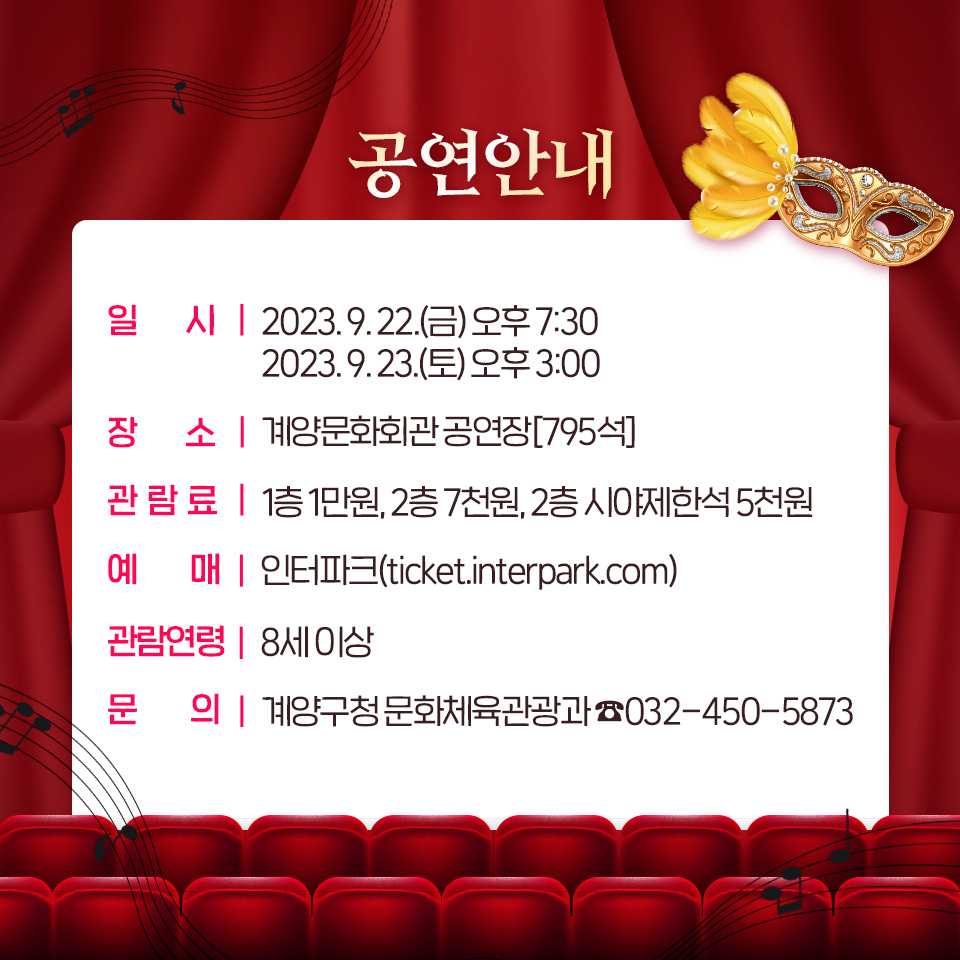 공연안내
일 시 | 2023. 9. 22.(금) 오후 7:30
2023. 9. 23.(토) 오후 3:00
장 소 | 계양문화회관 공연장[795석]
관 람 료 | 1층 1만원, 2층 7천원, 2층 시야제한석 5천원
예 매 | 인터파크(ticket.interpark.com)
관람연령 | 8세 이상
문 의 | 계양구청 문화체육관광과 ☎032-450-5873